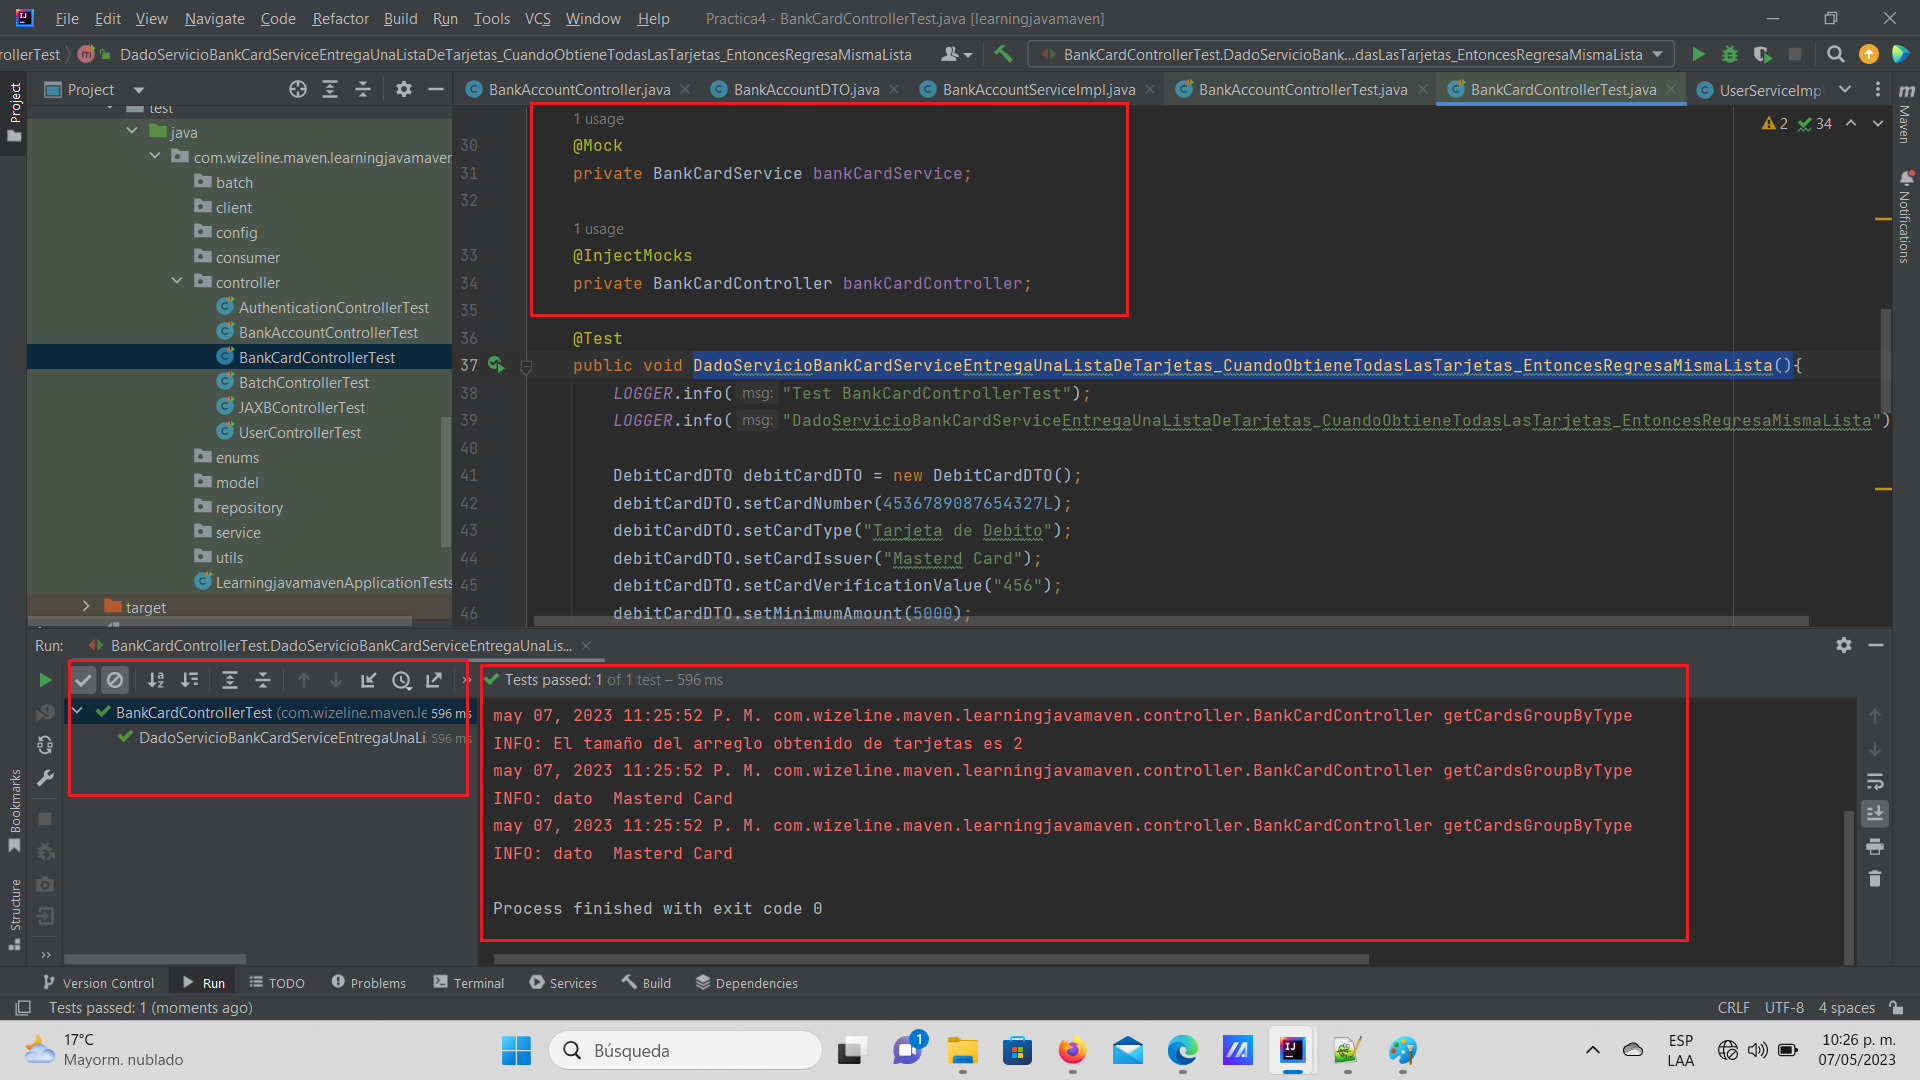 File Edit View Navigate Code Refactor Build Run Tools VCS Window Help Practica4 - BankCardControllerTest.java [learningjavamaven]
rollerTest DadoServicioBankCardServiceEntregaUnaListaDeTarjetas_CuandoObtieneTodasLasTarjetas_EntoncesRegresaMismaLista BankCardControllerTest.DadoServicioBank...dasLasTarjetas_EntoncesRegresaMismaLista
Project
BankAccountController.java BankAccountDTO.java BankAccountServiceImpl.java BankAccountControllerTest.java BankCardControllerTest.java UserServiceImp
Project
Maven
Notifications
test
java
com.wizeline.maven.learningjavamaven
batch
client
config
consumer
controller
AuthenticationControllerTest
BankAccountControllerTest
BankCardControllerTest
BatchControllerTest
JAXBControllerTest
UserControllerTest
enums
model
repository
service
utils
LearningjavamavenApplicationTests
target
2 34
1 usage
30 @Mock
31 private BankCardService bankCardService;
32
1 usage
33 @InjectMocks
34 private BankCardController bankCardController;
35
36 @Test
37 public void DadoServicioBankCardServiceEntregaUnaListaDeTarjetas_CuandoObtieneTodasLasTarjetas_EntoncesRegresaMismaLista(){
38 LOGGER.info( msg: "Test BankCardControllerTest");
39 LOGGER.info( msg: "DadoServicioBankCardServiceEntregaUnaListaDeTarjetas_CuandoObtieneTodasLasTarjetas_EntoncesRegresaMismaLista")
40
41 DebitCardDTO debitCardDTO = new DebitCardDTO();
42 debitCardDTO.setCardNumber(4536789087654327L);
43 debitCardDTO.setCardType("Tarjeta de Debito");
44 debitCardDTO.setCardIssuer("Masterd Card");
45 debitCardDTO.setCardVerificationValue("456");
46 debitCardDTO.setMinimumAmount(5000);
Run: BankCardControllerTest.DadoServicioBankCardServiceEntregaUnaLis...
Tests passed: 1 of 1 test – 596 ms
BankCardControllerTest (com.wizeline.maven.le 596 ms
DadoServicioBankCardServiceEntregaUnaLi 596 ms
may 07, 2023 11:25:52 P. M. com.wizeline.maven.learningjavamaven.controller.BankCardController getCardsGroupByType
INFO: El tamaño del arreglo obtenido de tarjetas es 2
may 07, 2023 11:25:52 P. M. com.wizeline.maven.learningjavamaven.controller.BankCardController getCardsGroupByType
INFO: dato  Masterd Card
may 07, 2023 11:25:52 P. M. com.wizeline.maven.learningjavamaven.controller.BankCardController getCardsGroupByType
INFO: dato  Masterd Card
Process finished with exit code 0
Bookmarks
Structure
Version Control Run TODO Problems Terminal Services Build Dependencies
Tests passed: 1 (moments ago) CRLF UTF-8 4 spaces
17°C
Mayorm. nublado
Búsqueda
1
ESP
LAA
10:26 p. m.
07/05/2023